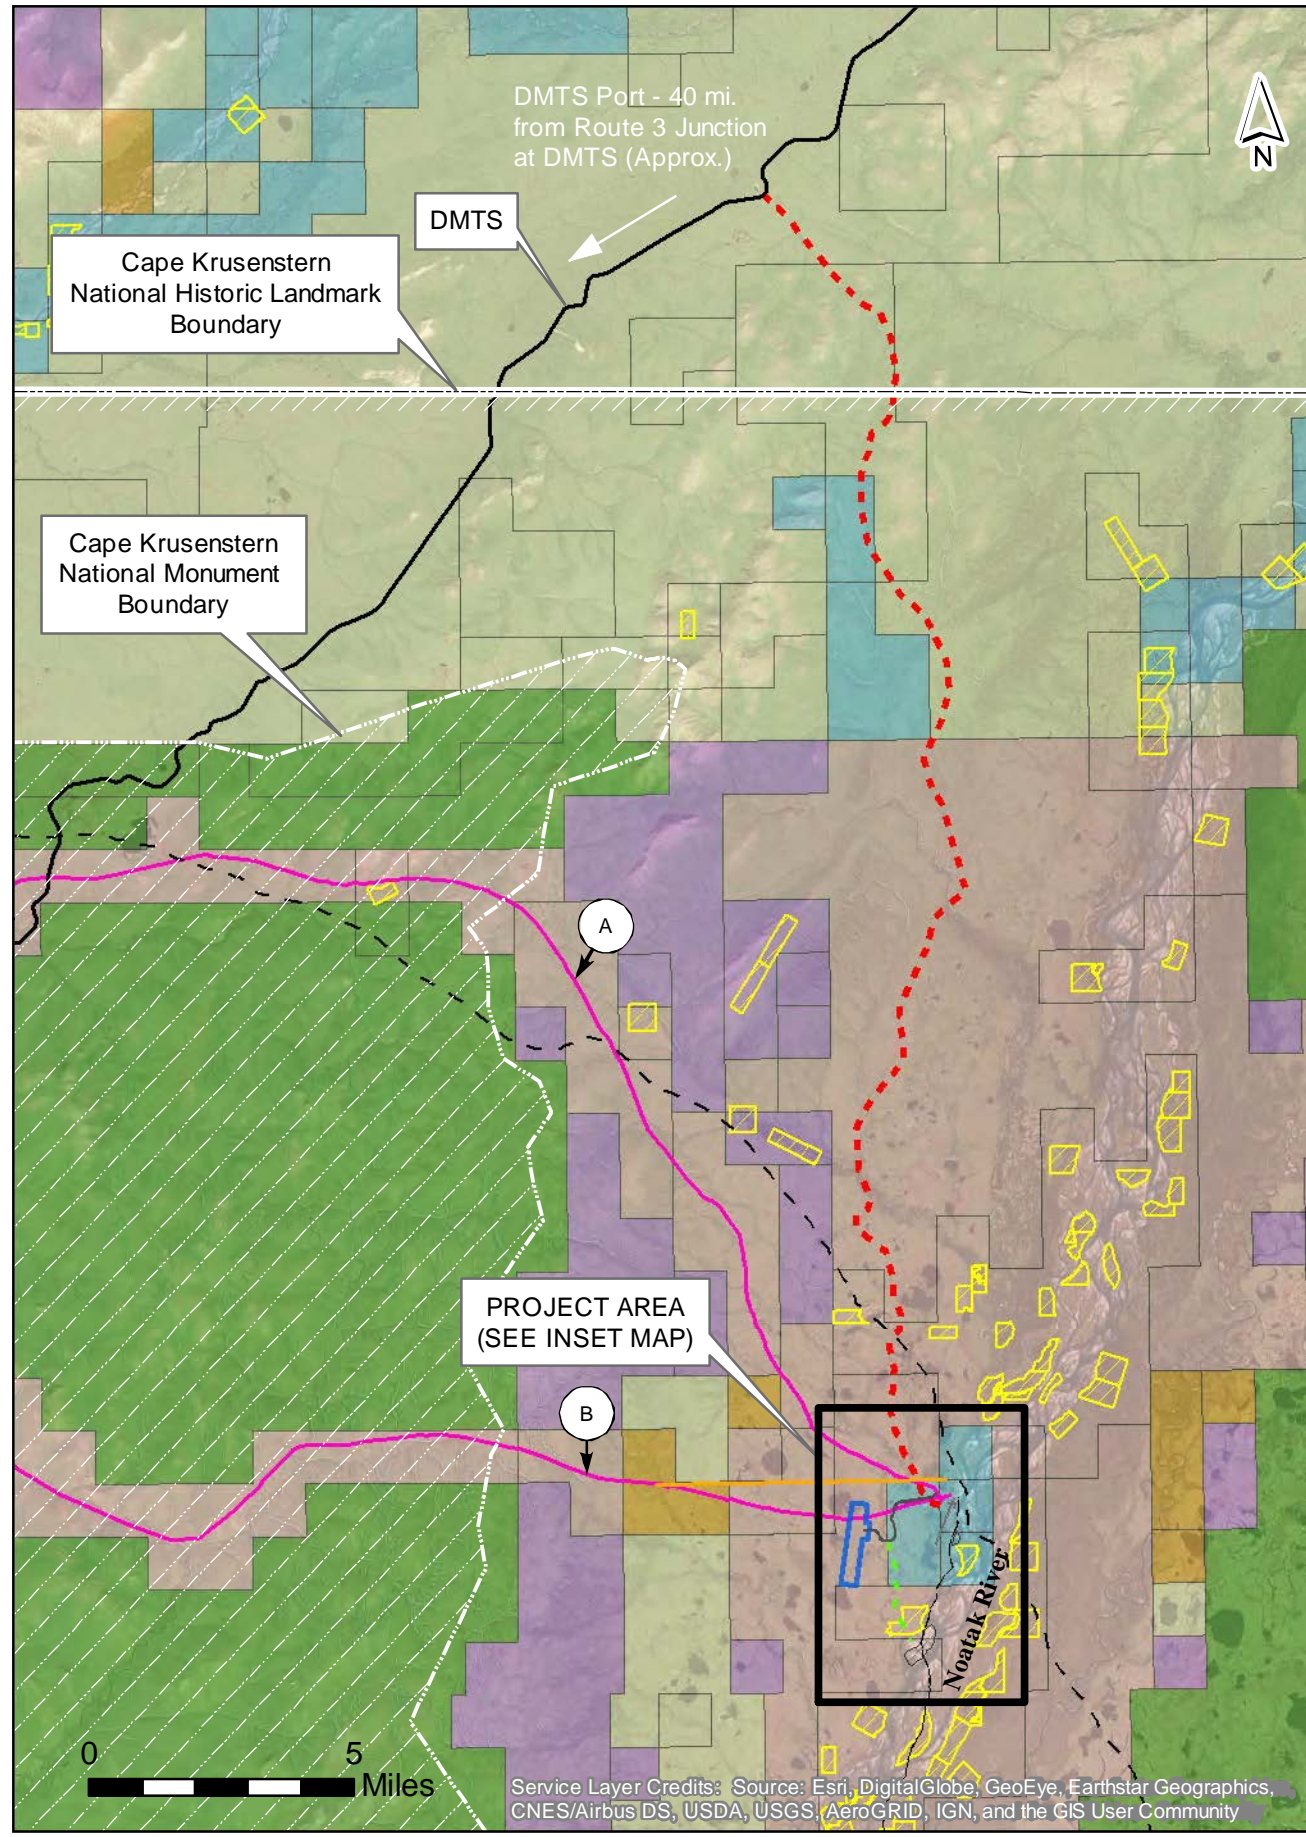 DMTS Port - 40 mi.
from Route 3 Junction
at DMTS (Approx.)
N
DMTS
Cape Krusenstern
National Historic Landmark
Boundary
Cape Krusenstern
National Monument
Boundary
A
PROJECT AREA
(SEE INSET MAP)
B
Noatak River
0 5
Miles
Service Layer Credits: Source: Esri, DigitalGlobe, GeoEye, Earthstar Geographics,
CNES/Airbus DS, USDA, USGS, AeroGRID, IGN, and the GIS User Community